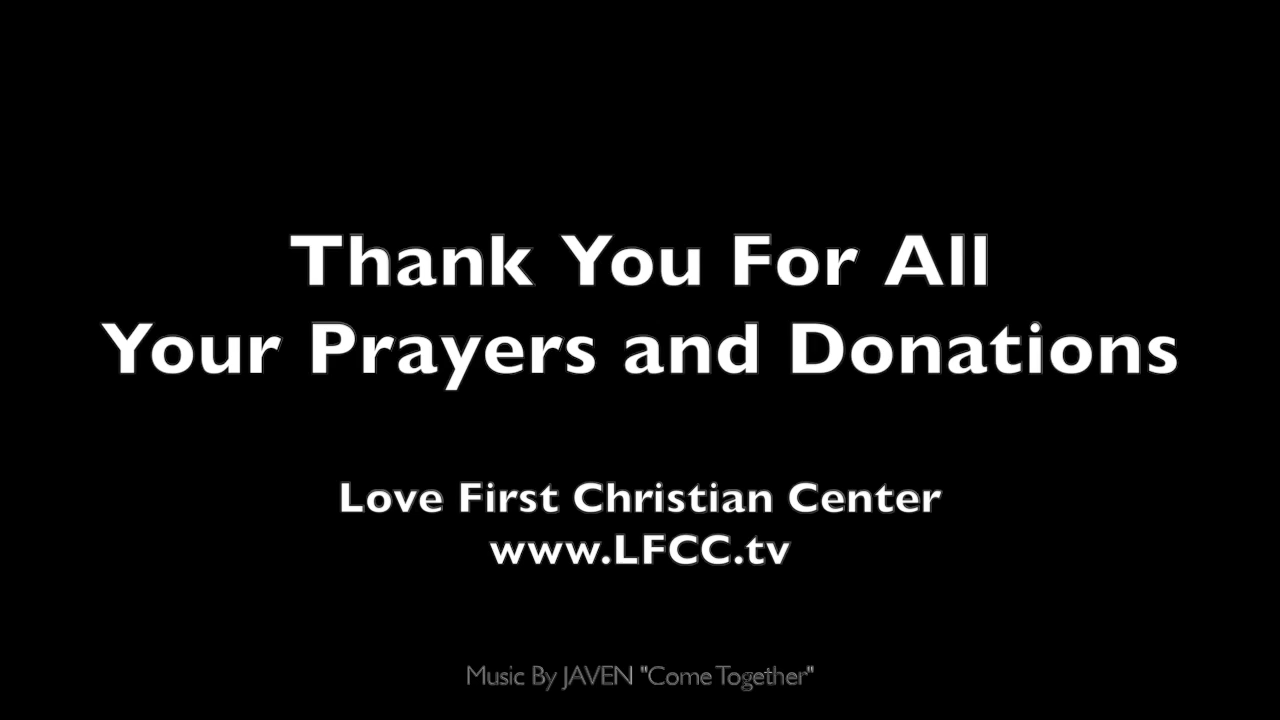 Thank You For All
Your Prayers and Donations
Love First Christian Center
www.LFCC.tv
Music By JAVEN "Come Together"